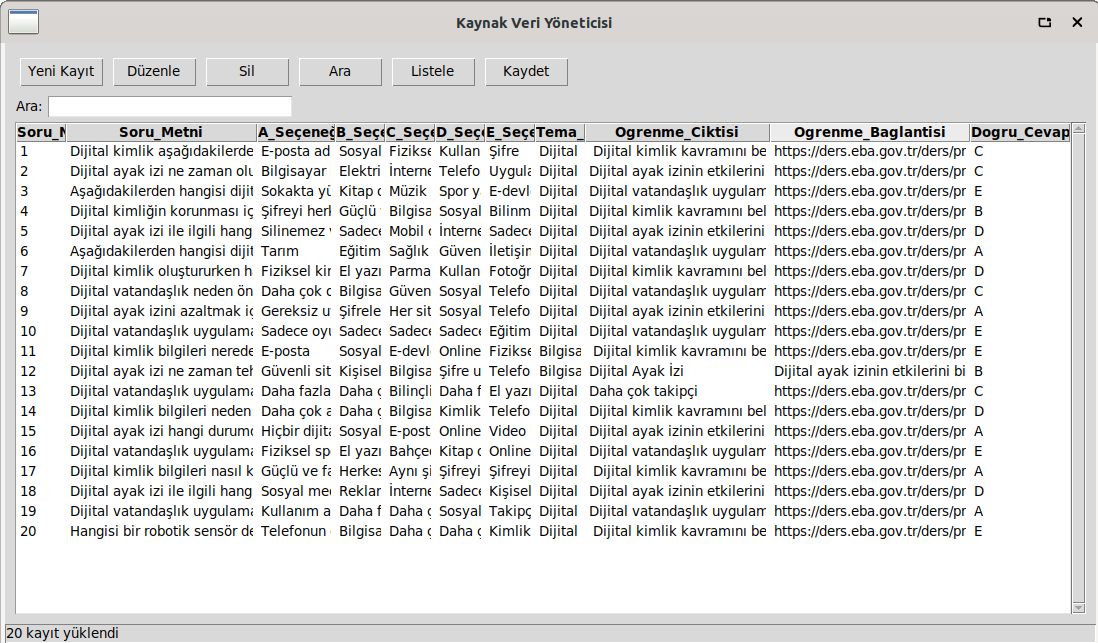 Kaynak Veri Yöneticisi
Yeni Kayıt Düzenle Sil Ara Listele Kaydet
Ara:
Soru_N Soru_Metni A_Seçeneğ B_Seçe C_Seçe D_Seçe E_Seçe Tema_ Ogrenme_Ciktisi Ogrenme_Baglantisi Dogru_Cevap
1 Dijital kimlik aşağıdakilerde E-posta ad Sosyal Fizikse Kullan Şifre Dijital Dijital kimlik kavramını be https://ders.eba.gov.tr/ders/pr C
2 Dijital ayak izi ne zaman olu Bilgisayar Elektri İnterne Telefo Uygula Dijital Dijital ayak izinin etkilerini https://ders.eba.gov.tr/ders/pr C
3 Aşağıdakilerden hangisi dijit Sokakta yü Kitap o Müzik Spor ya E-devl Dijital Dijital vatandaşlık uygulam https://ders.eba.gov.tr/ders/pr E
4 Dijital kimliğin korunması iç Şifreyi herk Güçlü Bilgisa Sosyal Bilinm Dijital Dijital kimlik kavramını bel https://ders.eba.gov.tr/ders/pr B
5 Dijital ayak izi ile ilgili hang Silinemez Sadece Mobil İnterne Sadece Dijital Dijital ayak izinin etkilerini https://ders.eba.gov.tr/ders/pr D
6 Aşağıdakilerden hangisi dijit Tarım Eğitim Sağlık Güven İletişin Dijital Dijital vatandaşlık uygulam https://ders.eba.gov.tr/ders/pr A
7 Dijital kimlik oluştururken Fiziksel kin El yazı Parma Kullan Fotoğr Dijital Dijital kimlik kavramını bel https://ders.eba.gov.tr/ders/pr D
8 Dijital vatandaşlık neden ön Daha çok Bilgisa Güven Sosyal Telefo Dijital Dijital vatandaşlık uygulam https://ders.eba.gov.tr/ders/pr C
9 Dijital ayak izini azaltmak iç Gereksiz Şifrele Her sit Sosyal Telefo Dijital Dijital ayak izinin etkilerini https://ders.eba.gov.tr/ders/pr A
10 Dijital vatandaşlık uygulama Sadece oyu Sadece Sadece Sadece Eğitim Dijital Dijital vatandaşlık uygulam https://ders.eba.gov.tr/ders/pr E
11 Dijital kimlik bilgileri nerede E-posta Sosyal E-devl Online Fizikse Bilgisa Dijital kimlik kavramını be https://ders.eba.gov.tr/ders/pr E
12 Dijital ayak izi ne zaman teh Güvenli sit Kişisel Bilgisa Şifre u Telefo Bilgisa Dijital Ayak İzi Dijital ayak izinin etkilerini bi B
13 Dijital vatandaşlık uygulama Daha fazla Daha Bilinçli Daha f El yazı Dijital Daha çok takipçi https://ders.eba.gov.tr/ders/pr C
14 Dijital kimlik bilgileri neden Daha çok a Daha Bilgisa Kimlik Telefo Dijital Dijital kimlik kavramını bel https://ders.eba.gov.tr/ders/pr D
15 Dijital ayak izi hangi durumd Hiçbir dijita Sosyal E-post Online Video Dijital Dijital ayak izinin etkilerini https://ders.eba.gov.tr/ders/pr A
16 Dijital vatandaşlık uygulama Fiziksel spo El yazı Bahçe Kitap Online Dijital Dijital vatandaşlık uygulam https://ders.eba.gov.tr/ders/pr E
17 Dijital kimlik bilgileri nasıl k Güçlü ve fa Herkes Aynı şi Şifreyi Şifreyi Dijital Dijital kimlik kavramını be https://ders.eba.gov.tr/ders/pr A
18 Dijital ayak izi ile ilgili hang Sosyal med Reklar İnterne Sadece Kişisel Dijital Dijital ayak izinin etkilerini https://ders.eba.gov.tr/ders/pr D
19 Dijital vatandaşlık uygulama Kullanım a Daha f Daha Sosyal Takipç Dijital Dijital vatandaşlık uygulam https://ders.eba.gov.tr/ders/pr A
20 Hangisi bir robotik sensör de Telefonun Bilgisa Daha Daha Kimlik Dijital Dijital kimlik kavramını be https://ders.eba.gov.tr/ders/pr E
20 kayıt yüklendi